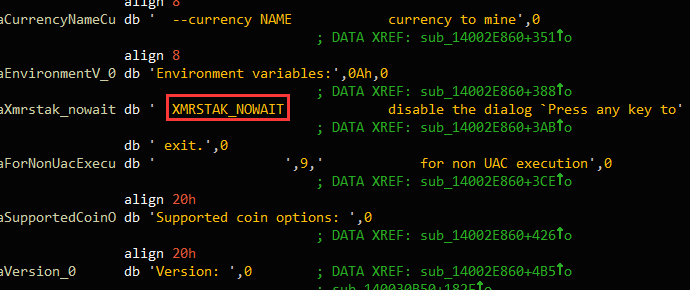 align 8
aCurrencyNameCu db '  --currency NAME          currency to mine',0
; DATA XREF: sub_14002E860+351↑o
align 8
aEnvironmentV_0 db 'Environment variables:',0Ah,0
; DATA XREF: sub_14002E860+388↑o
aXmrstak_nowait db '  XMRSTAK_NOWAIT          disable the dialog `Press any key to'
; DATA XREF: sub_14002E860+3AB↑o
db ' exit.',0
aForNonUacExecu db '                ',9,'          for non UAC execution',0
; DATA XREF: sub_14002E860+3CE↑o
align 20h
aSupportedCoinO db 'Supported coin options: ',0
; DATA XREF: sub_14002E860+426↑o
align 20h
aVersion_0 db 'Version: ',0 ; DATA XREF: sub_14002E860+4B5↑o